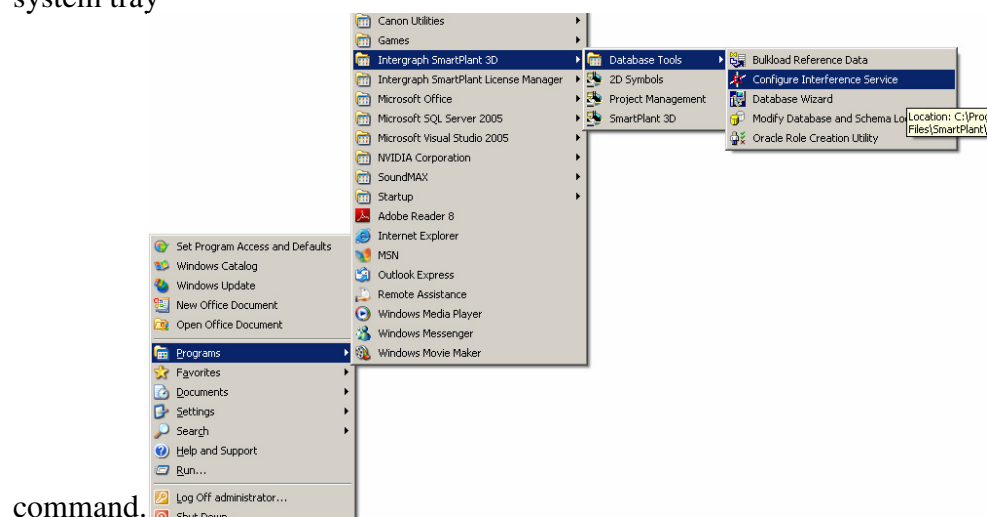 system tray
Canon Utilities
Games
Intergraph SmartPlant 3D
Intergraph SmartPlant License Manager
Microsoft Office
Microsoft SQL Server 2005
Microsoft Visual Studio 2005
NVIDIA Corporation
SoundMAX
Startup
Adobe Reader 8
Internet Explorer
MSN
Outlook Express
Remote Assistance
Windows Media Player
Windows Messenger
Windows Movie Maker
Database Tools
2D Symbols
Project Management
SmartPlant 3D
Bulkload Reference Data
Configure Interference Service
Database Wizard
Modify Database and Schema Lo
Oracle Role Creation Utility
Location: C:\Prog
Files\SmartPlant\
Set Program Access and Defaults
Windows Catalog
Windows Update
New Office Document
Open Office Document
Programs
Favorites
Documents
Settings
Search
Help and Support
Run...
Log Off administrator...
Shut Down
command.